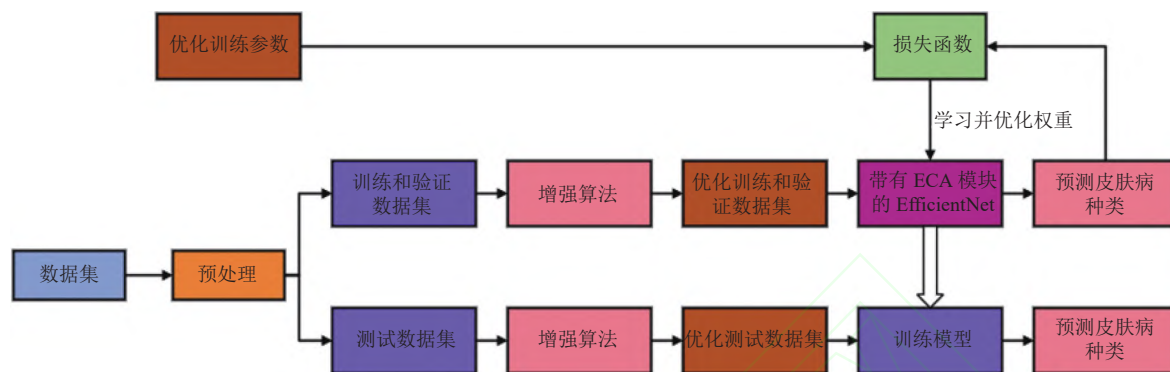 优化训练参数
损失函数
学习并优化权重
训练和验证
数据集
增强算法
优化训练和验
证数据集
带有 ECA 模块
的 EfficientNet
预测皮肤病
种类
数据集
预处理
测试数据集
增强算法
优化测试数据集
训练模型
预测皮肤病
种类